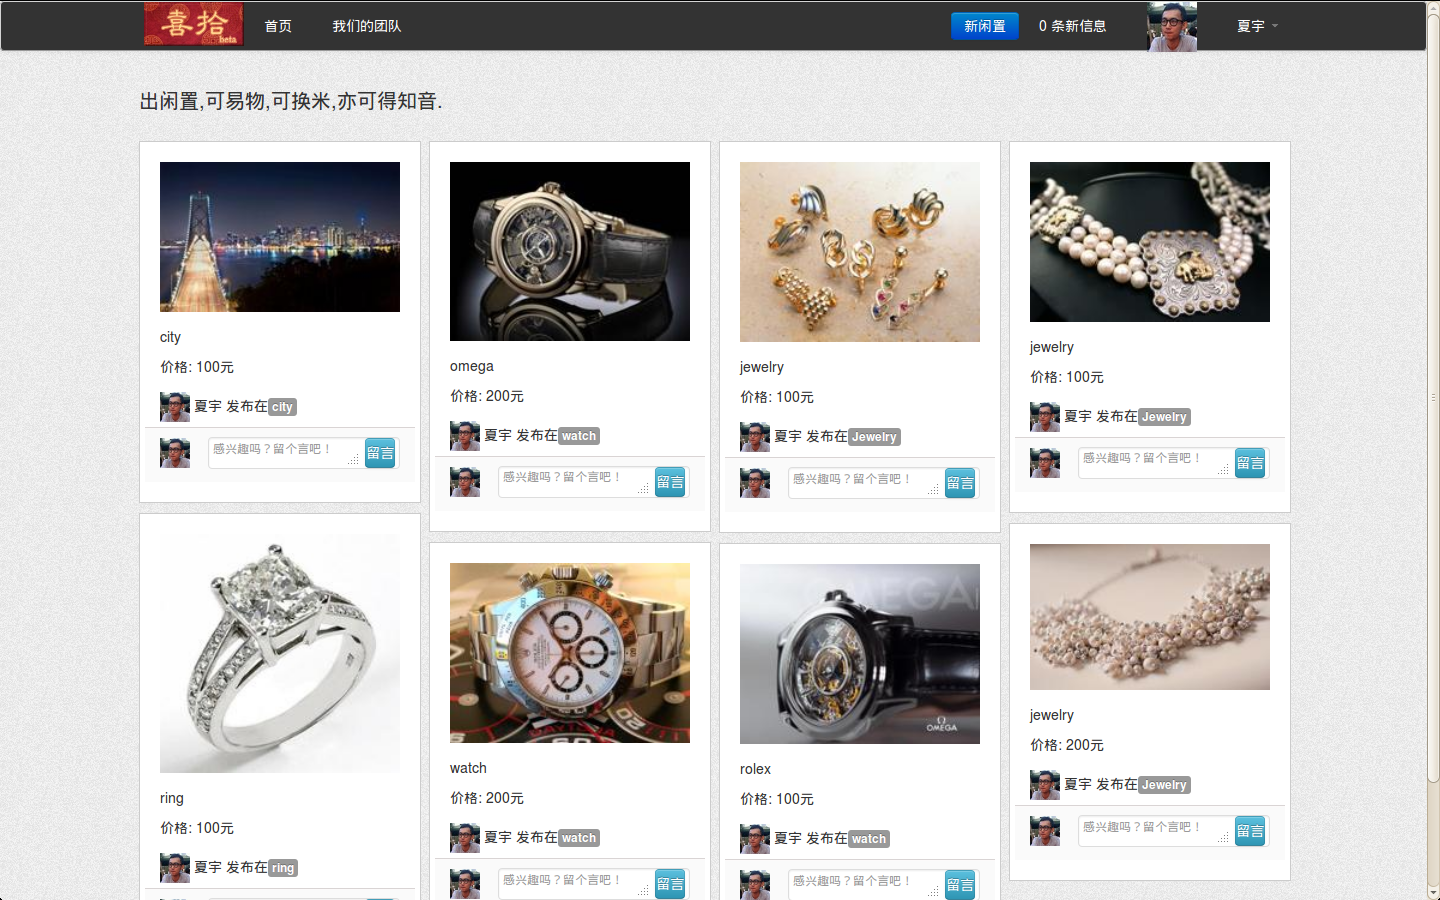 喜拾
beta
首页
我们的团队
新闲置
0 条新信息
夏宇
出闲置,可易物,可换米,亦可得知音.
city
价格: 100元
夏宇 发布在 city
感兴趣吗？留个言吧！
留言
omega
价格: 200元
夏宇 发布在 watch
感兴趣吗？留个言吧！
留言
jewelry
价格: 100元
夏宇 发布在 Jewelry
感兴趣吗？留个言吧！
留言
jewelry
价格: 100元
夏宇 发布在 Jewelry
感兴趣吗？留个言吧！
留言
ring
价格: 100元
夏宇 发布在 ring
DAYTONA
watch
价格: 200元
夏宇 发布在 watch
感兴趣吗？留个言吧！
留言
OMEGA
Ω
OMEGA
rolex
价格: 100元
夏宇 发布在 watch
感兴趣吗？留个言吧！
留言
jewelry
价格: 200元
夏宇 发布在 Jewelry
感兴趣吗？留个言吧！
留言